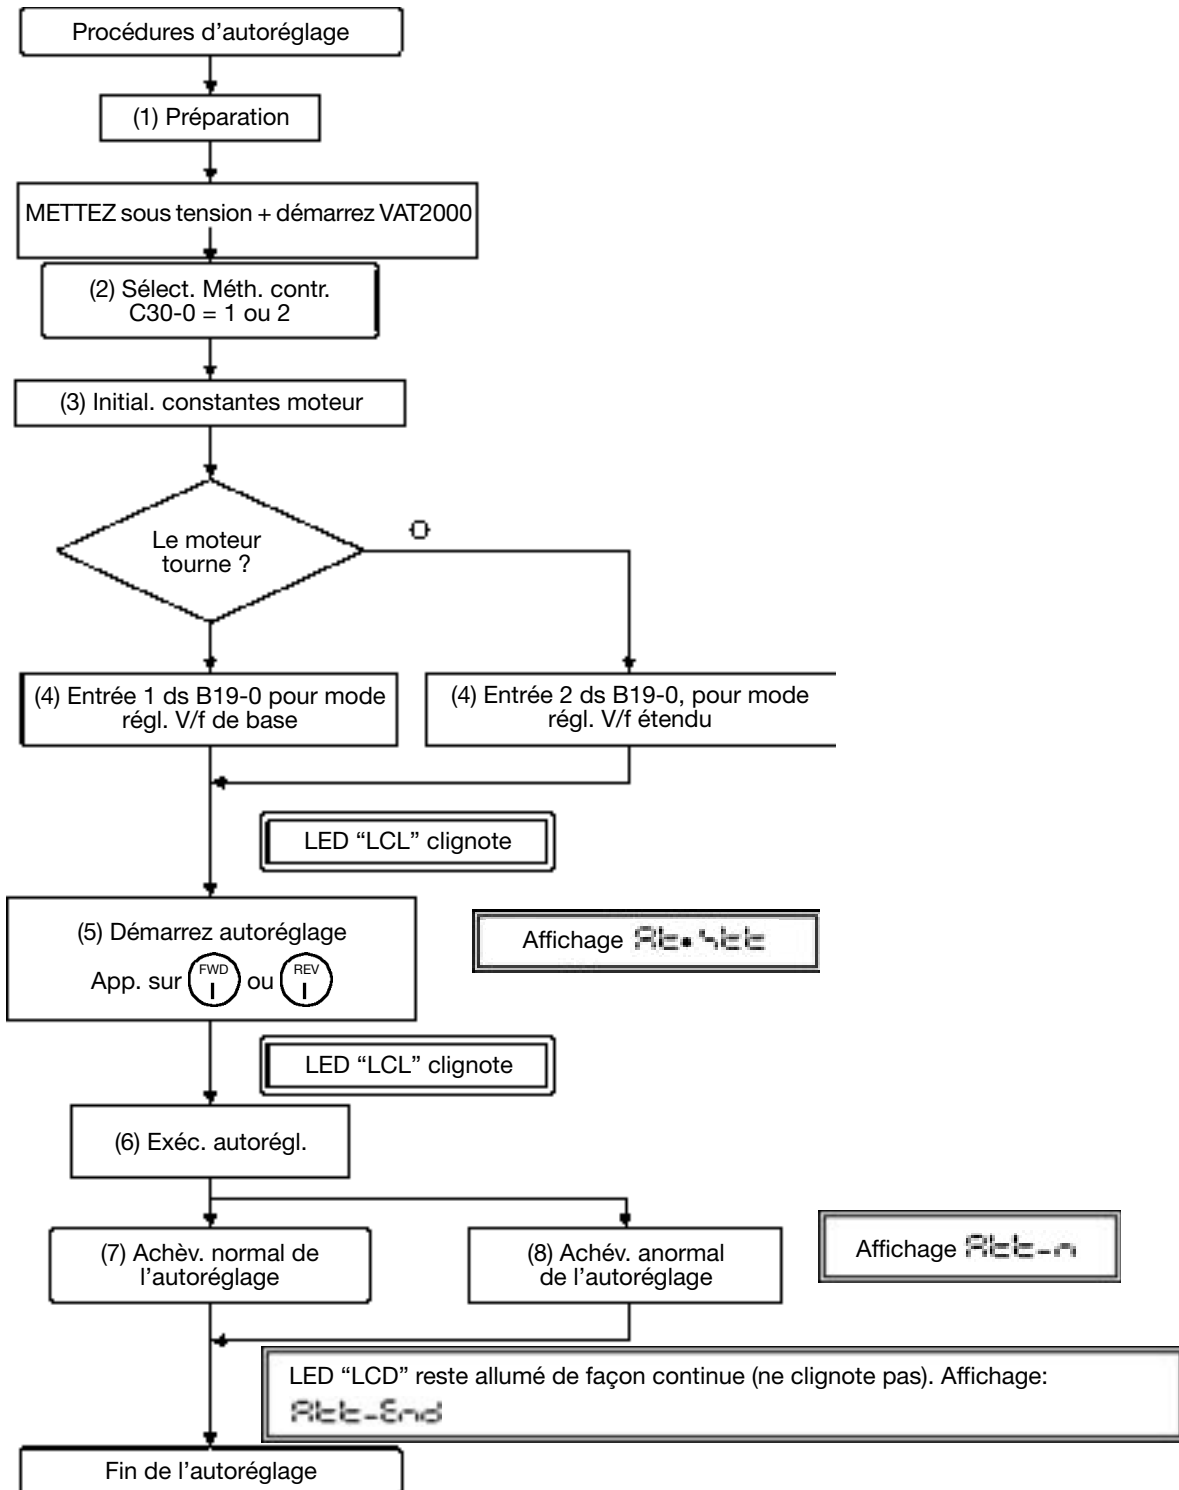 Procédures d'autoréglage
(1) Préparation
METTEZ sous tension + démarrez VAT2000
(2) Sélect. Méth. contr.
C30-0 = 1 ou 2
(3) Initial. constantes moteur
Le moteur
tourne ?
O
(4) Entrée 1 ds B19-0 pour mode
régl. V/f de base
(4) Entrée 2 ds B19-0, pour mode
régl. V/f étendu
LED “LCL” clignote
(5) Démarrez autoréglage
App. sur FWD I ou REV I
Affichage
LED “LCL” clignote
(6) Exéc. autorégl.
(7) Achèv. normal de
l'autoréglage
(8) Achév. anormal
de l'autoréglage
Affichage Att-n
LED “LCD” reste allumé de façon continue (ne clignote pas). Affichage:
Att-End
Fin de l'autoréglage